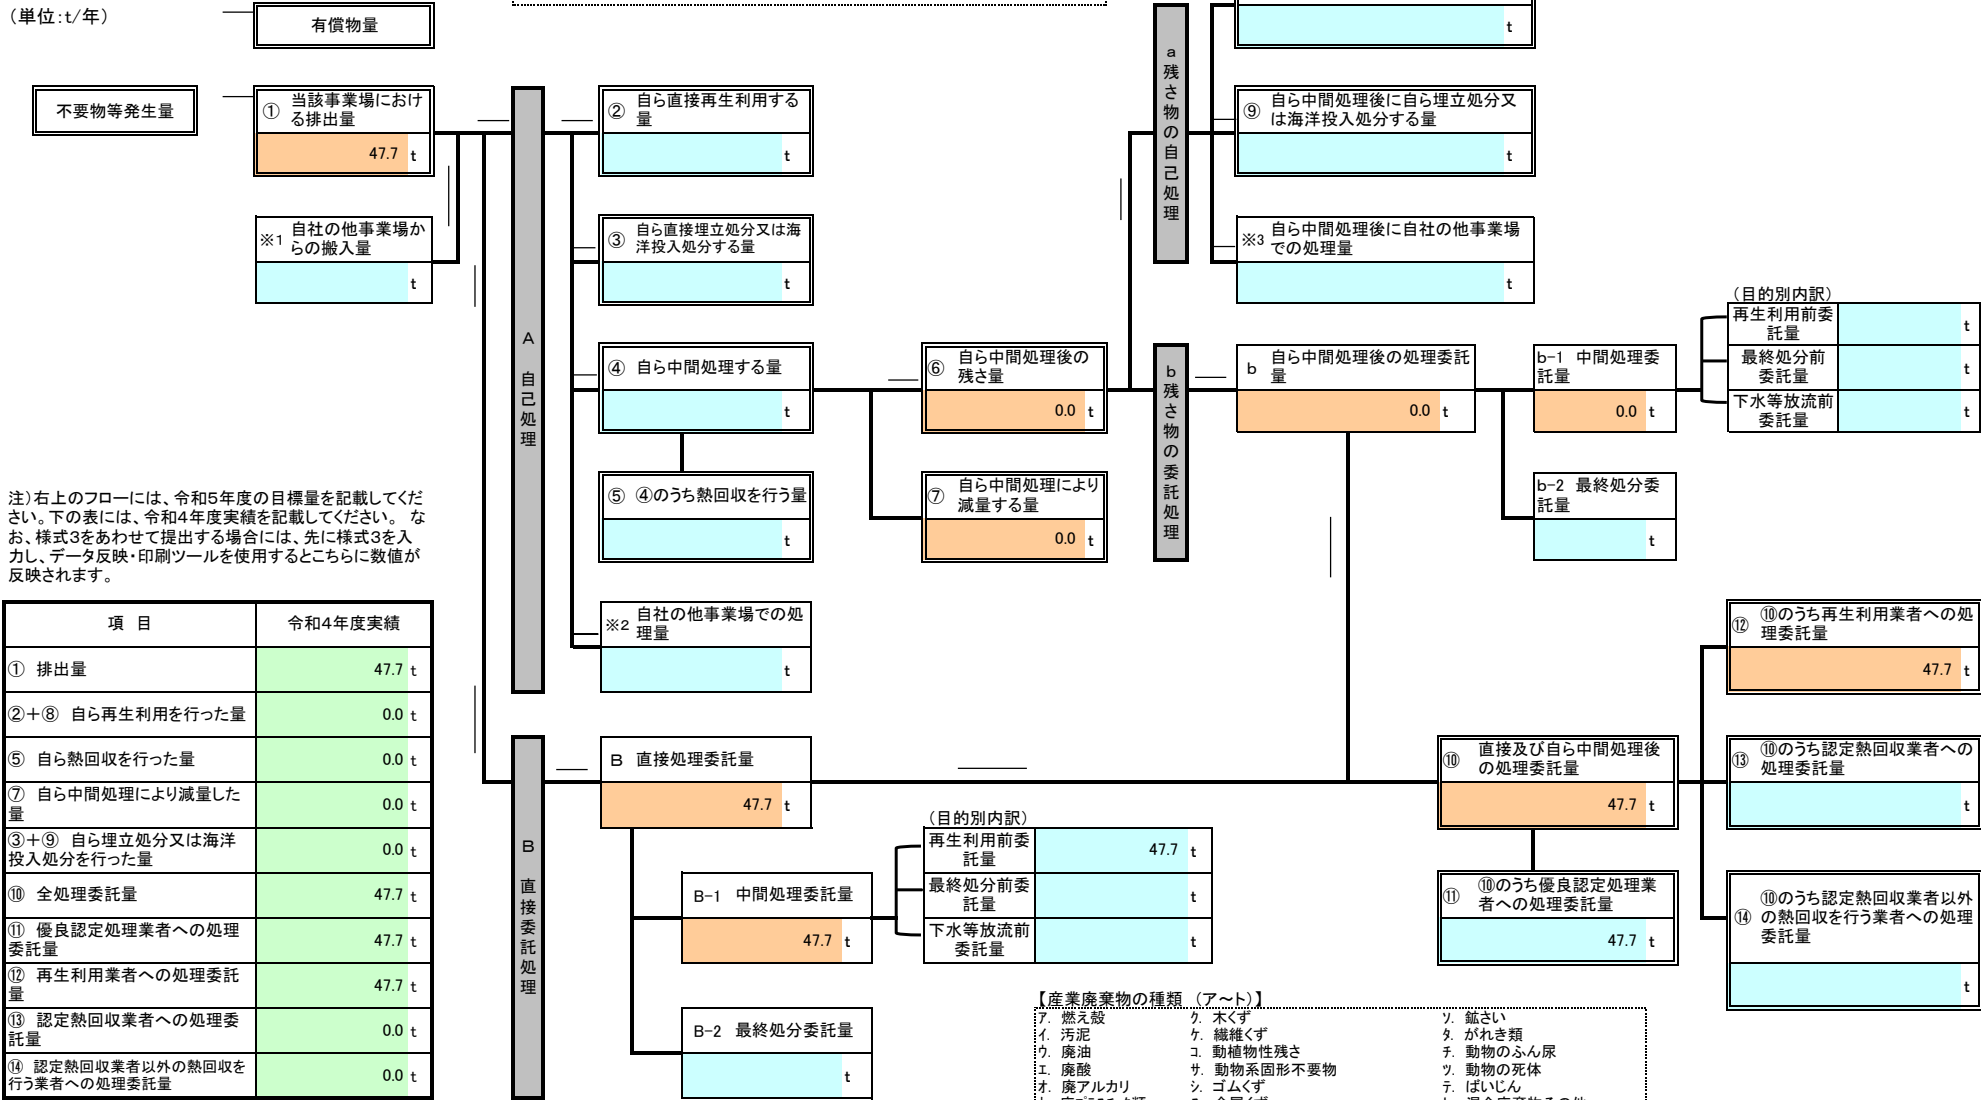 （単位：t/年）
有償物量
不要物等発生量
① 当該事業場におけ
る排出量
47.7 t
※1 自社の他事業場か
らの搬入量
t
A 自己処理
② 自ら直接再生利用する
量
t
③ 自ら直接埋立処分又は海
洋投入処分する量
t
④ 自ら中間処理する量
t
⑤ ④のうち熱回収を行う量
t
※2 自社の他事業場での処
理量
t
⑥ 自ら中間処理後の
残さ量
0.0 t
⑦ 自ら中間処理により
減量する量
0.0 t
a 残さ物の自己処理
t
⑨ 自ら中間処理後に自ら埋立処分又
は海洋投入処分する量
t
※3 自ら中間処理後に自社の他事業場
での処理量
t
b 残さ物の委託処理
b 自ら中間処理後の処理委託
量
0.0 t
b-1 中間処理委
託量
0.0 t
b-2 最終処分委
託量
t
（目的別内訳）
再生利用前委
託量 t
最終処分前
委託量 t
下水等放流前
委託量 t
注）右上のフローには、令和5年度の目標量を記載してくだ
さい。下の表には、令和4年度実績を記載してください。 な
お、様式3をあわせて提出する場合には、先に様式3を入
力し、データ反映・印刷ツールを使用するとこちらに数値が
反映されます。
項 目 令和4年度実績
① 排出量 47.7 t
②＋⑧ 自ら再生利用を行った量 0.0 t
⑤ 自ら熱回収を行った量 0.0 t
⑦ 自ら中間処理により減量した
量 0.0 t
③＋⑨ 自ら埋立処分又は海洋
投入処分を行った量 0.0 t
⑩ 全処理委託量 47.7 t
⑪ 優良認定処理業者への処理
委託量 47.7 t
⑫ 再生利用業者への処理委託
量 47.7 t
⑬ 認定熱回収業者への処理委
託量 0.0 t
⑭ 認定熱回収業者以外の熱回収を
行う業者への処理委託量 0.0 t
B 直接委託処理
B 直接処理委託量
47.7 t
B-1 中間処理委託量
47.7 t
B-2 最終処分委託量
t
（目的別内訳）
再生利用前委
託量 47.7 t
最終処分前委
託量 t
下水等放流前
委託量 t
⑩ 直接及び自ら中間処理後
の処理委託量
47.7 t
⑪ ⑩のうち優良認定処理業
者への処理委託量
47.7 t
⑫ ⑩のうち再生利用業者への処
理委託量
47.7 t
⑬ ⑩のうち認定熱回収業者への
処理委託量
t
⑭ ⑩のうち認定熱回収業者以外
の熱回収を行う業者への処理
委託量
t
【産業廃棄物の種類 （ア～ト）】
ア. 燃え殻 ク. 木くず ソ. 鉱さい
イ. 汚泥 ケ. 繊維くず タ. がれき類
ウ. 廃油 コ. 動植物性残さ チ. 動物のふん尿
エ. 廃酸 サ. 動物系固形不要物 ツ. 動物の死体
オ. 廃アルカリ シ. ゴムくず テ. ばいじん